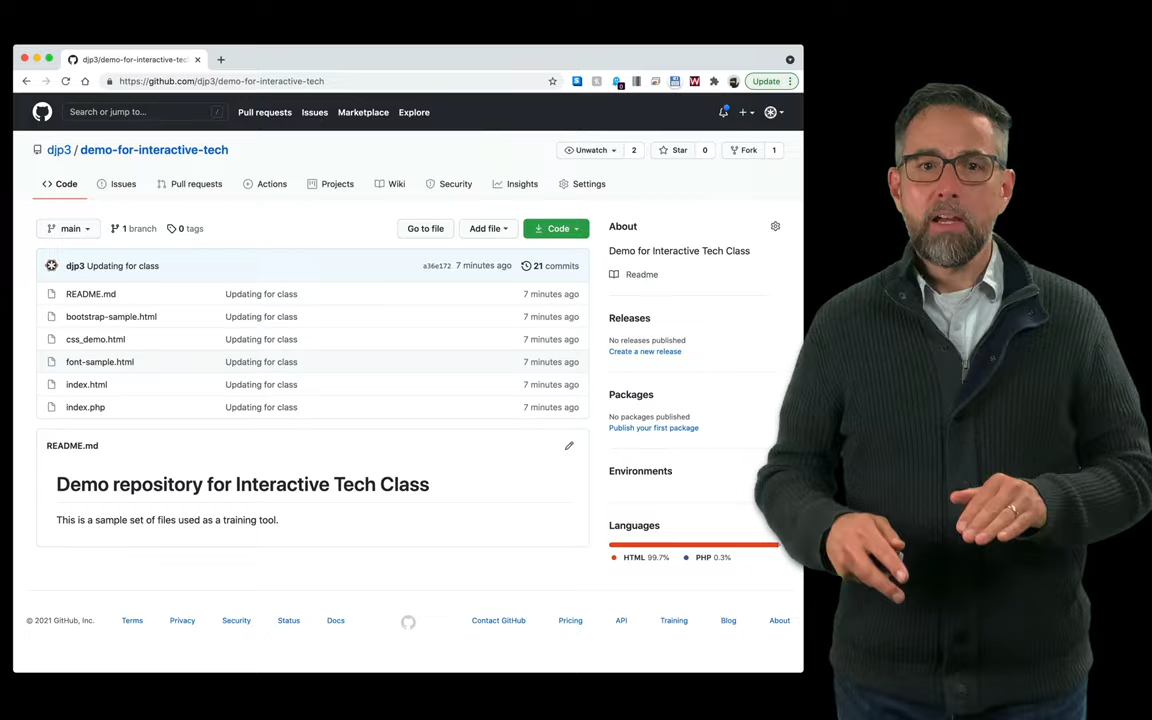 djp3/demo-for-interactive-tec
https://github.com/djp3/demo-for-interactive-tech
Update
Search or jump to... /
Pull requests Issues Marketplace Explore
djp3 / demo-for-interactive-tech
Unwatch 2 Star 0 Fork 1
Code Issues Pull requests Actions Projects Wiki Security Insights Settings
main 1 branch 0 tags Go to file Add file Code
djp3 Updating for class a36e172 7 minutes ago 21 commits
README.md Updating for class 7 minutes ago
bootstrap-sample.html Updating for class 7 minutes ago
css_demo.html Updating for class 7 minutes ago
font-sample.html Updating for class 7 minutes ago
index.html Updating for class 7 minutes ago
index.php Updating for class 7 minutes ago
README.md
Demo repository for Interactive Tech Class
This is a sample set of files used as a training tool.
About
Demo for Interactive Tech Class
Readme
Releases
No releases published
Create a new release
Packages
No packages published
Publish your first package
Environments
Languages
HTML 99.7% PHP 0.3%
© 2021 GitHub, Inc. Terms Privacy Security Status Docs Contact GitHub Pricing API Training Blog About